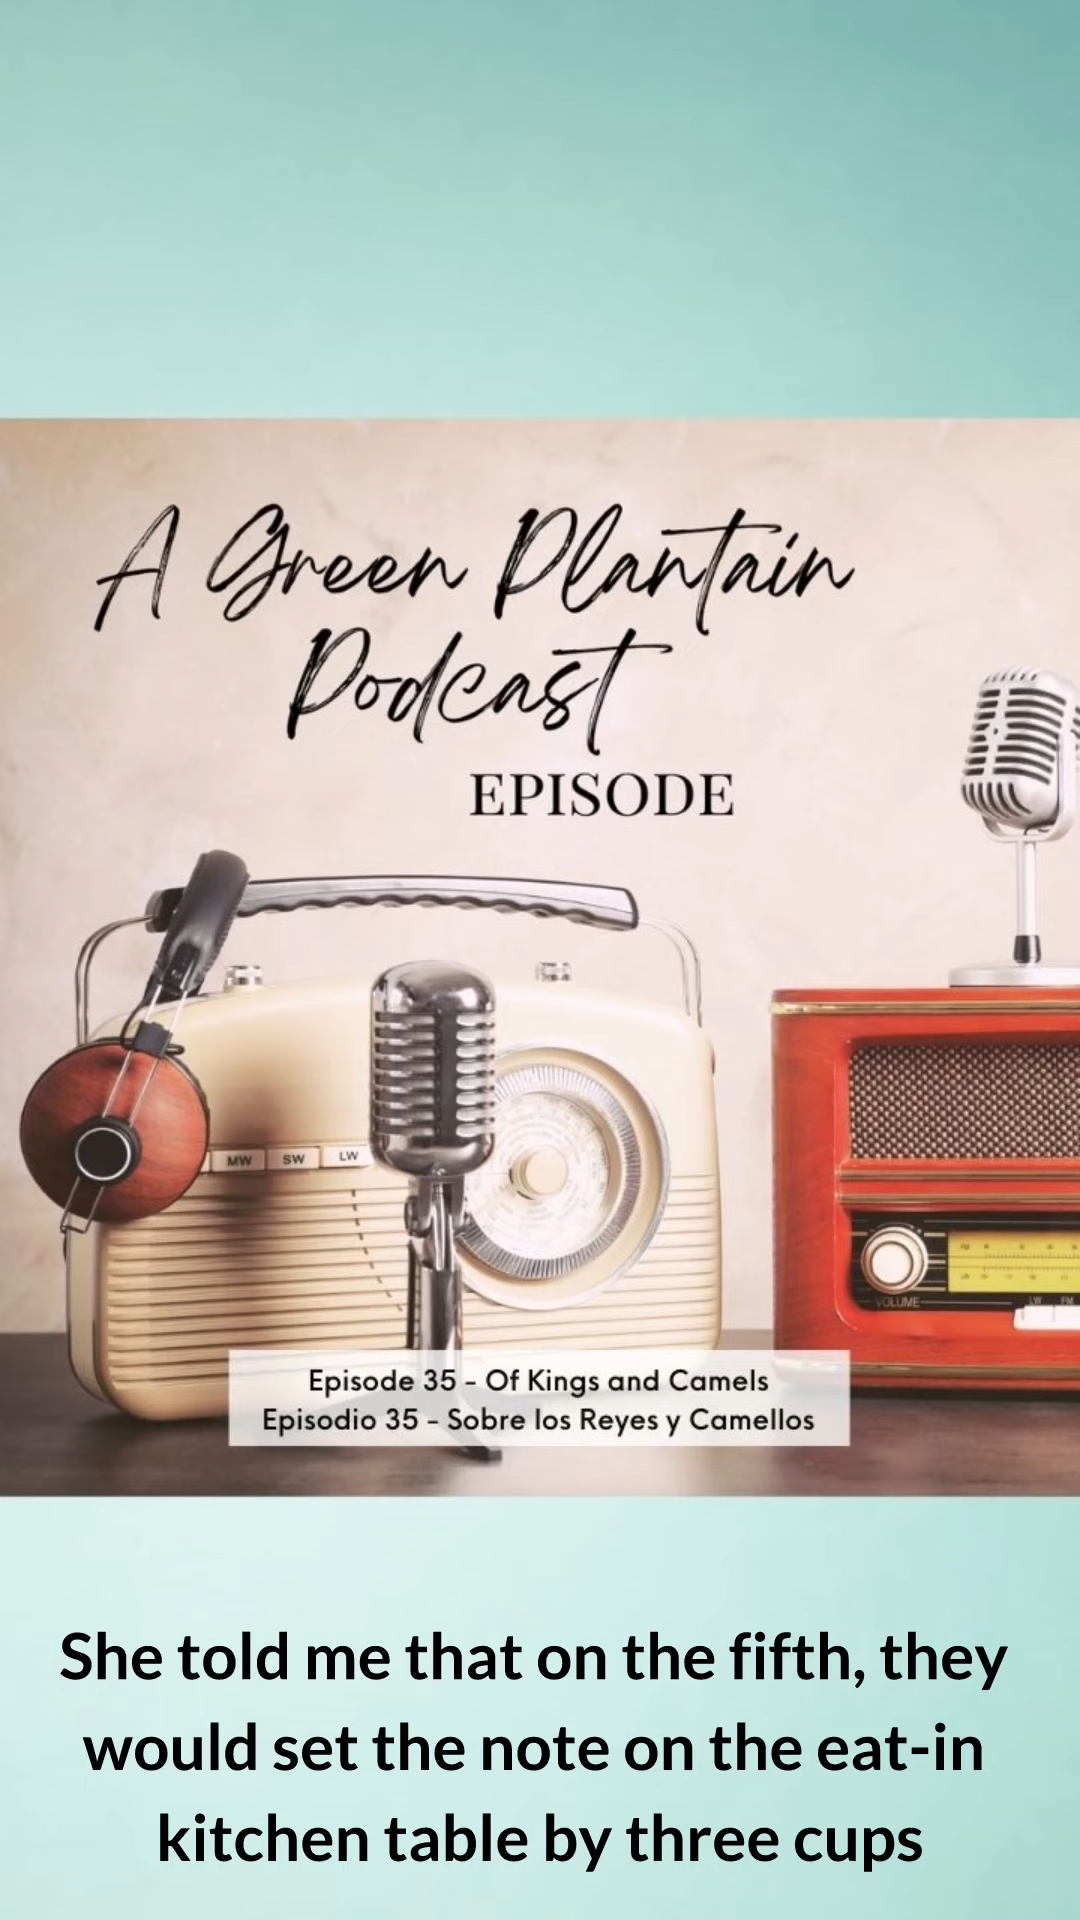 A Green Plantain
Podcast
EPISODE
MW SW LW
VOLUME
LW FM
Episode 35 - Of Kings and Camels
Episodio 35 - Sobre los Reyes y Camellos
She told me that on the fifth, they
would set the note on the eat-in
kitchen table by three cups